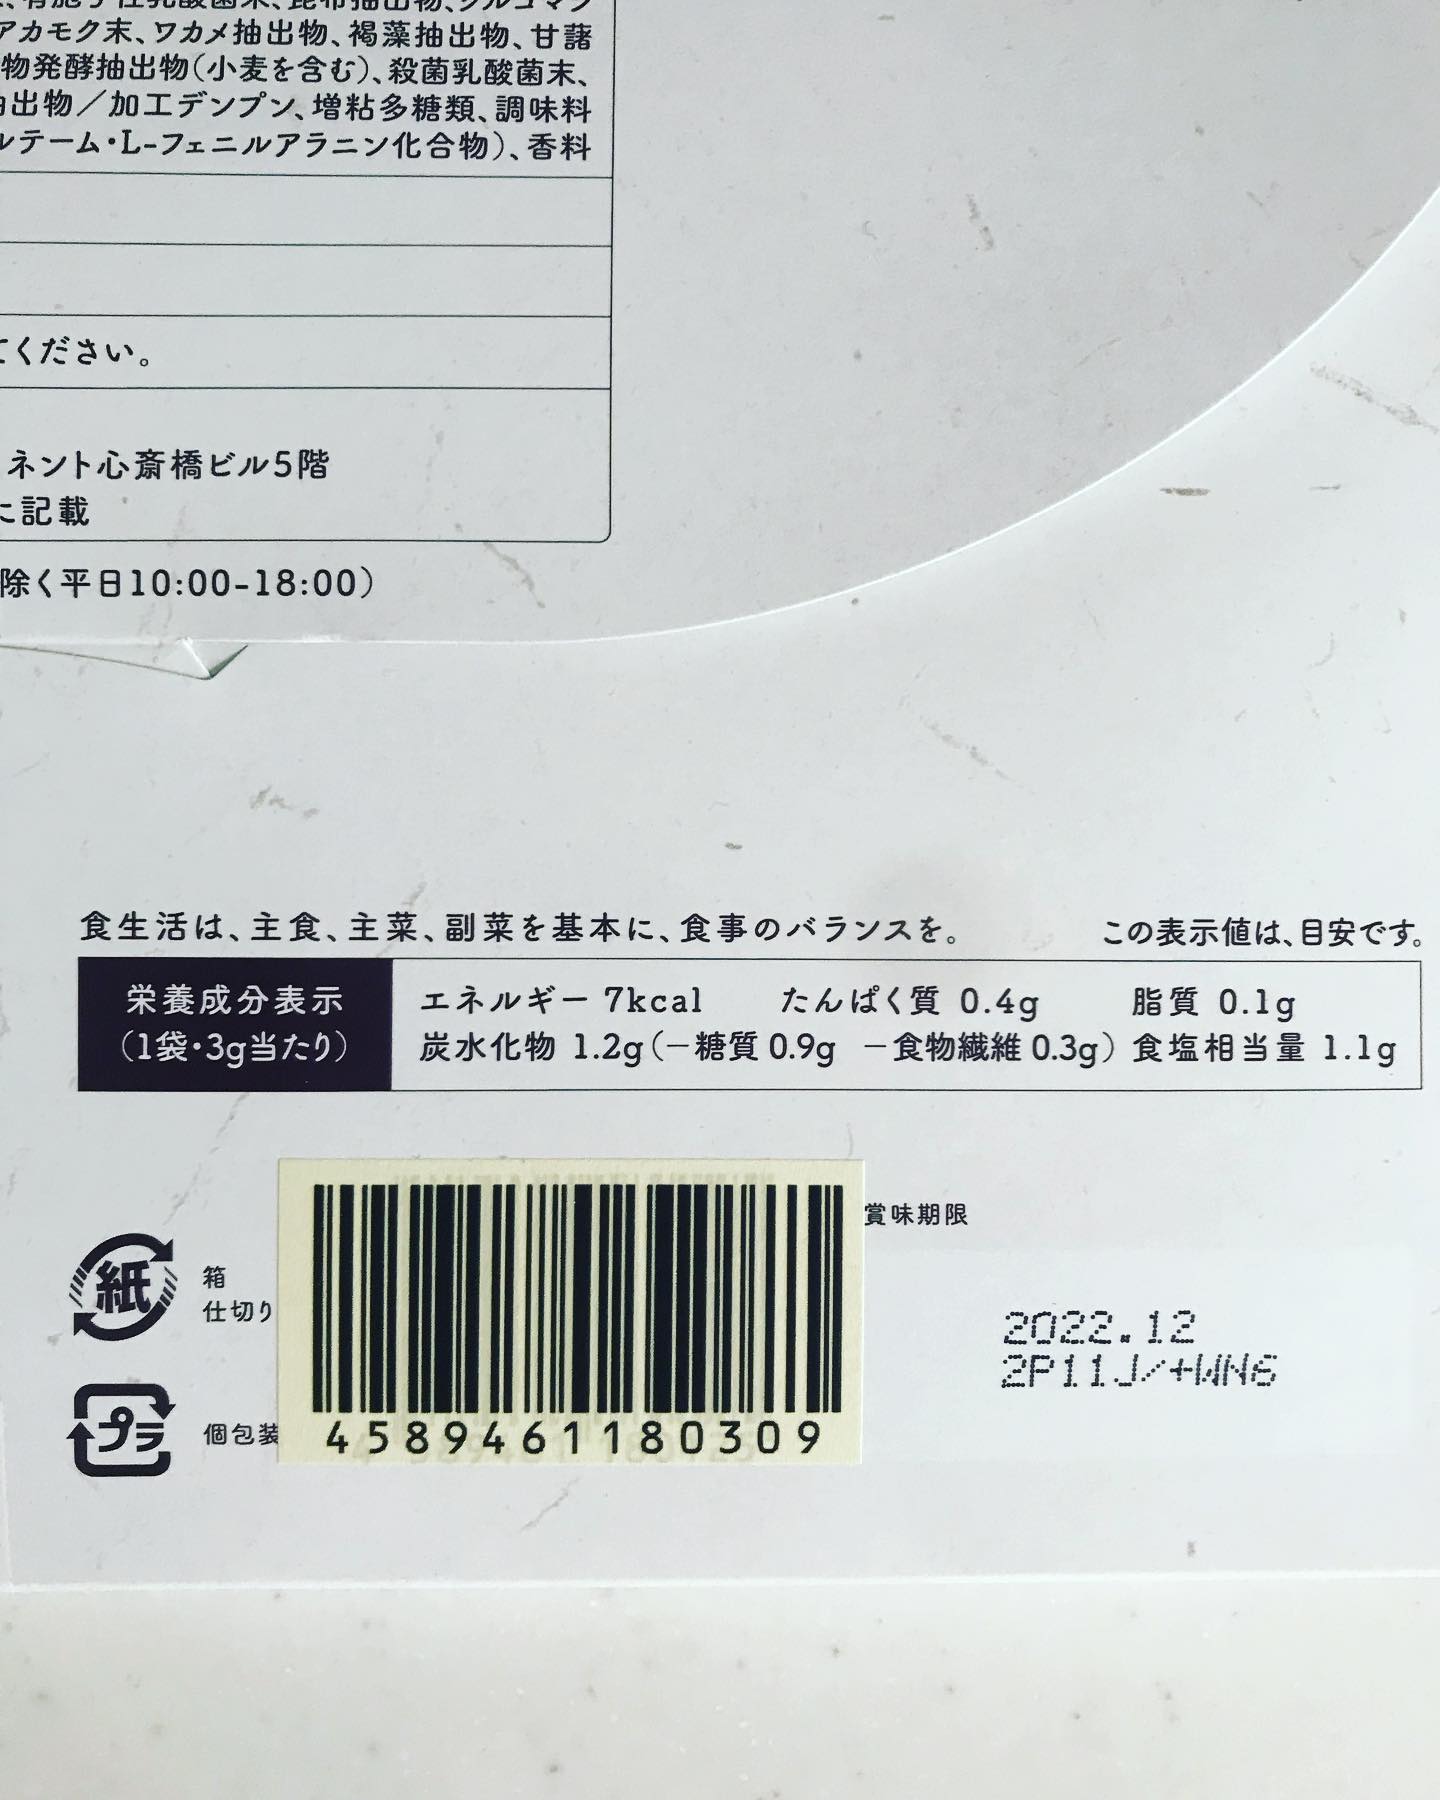 アカモク末、ワカメ抽出物、褐藻抽出物、甘藷
物発酵抽出物(小麦を含む)、殺菌乳酸菌末、
出物/加工デンプン、増粘多糖類、調味料
ルテーム・L-フェニルアラニン化合物)、香料
てください。
ネント心斎橋ビル5階
に記載
除く平日10:00-18:00)
食生活は、主食、主菜、副菜を基本に、食事のバランスを。
この表示値は、目安です。
栄養成分表示
(1袋・3g当たり)
エネルギー 7kcal たんぱく質 0.4g 脂質 0.1g
炭水化物 1.2g(-糖質 0.9g -食物繊維 0.3g) 食塩相当量 1.1g
賞味期限
紙
箱
仕切り
2022.12
2P11J/+WN6
プラ
個包装
4589461180309